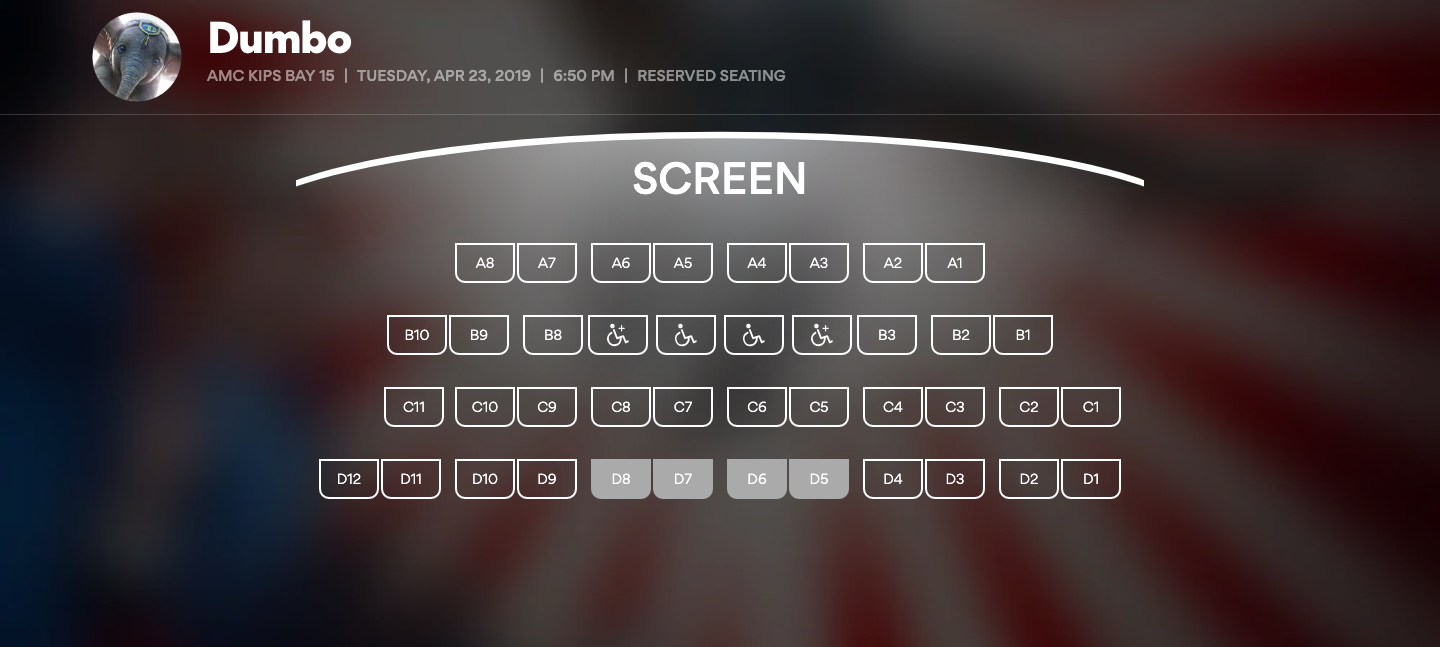 Dumbo
AMC KIPS BAY 15 | TUESDAY, APR 23, 2019 | 6:50 PM | RESERVED SEATING
SCREEN
A8 A7 A6 A5 A4 A3 A2 A1
B10 B9 B8 B3 B2 B1
C11 C10 C9 C8 C7 C6 C5 C4 C3 C2 C1
D12 D11 D10 D9 D8 D7 D6 D5 D4 D3 D2 D1